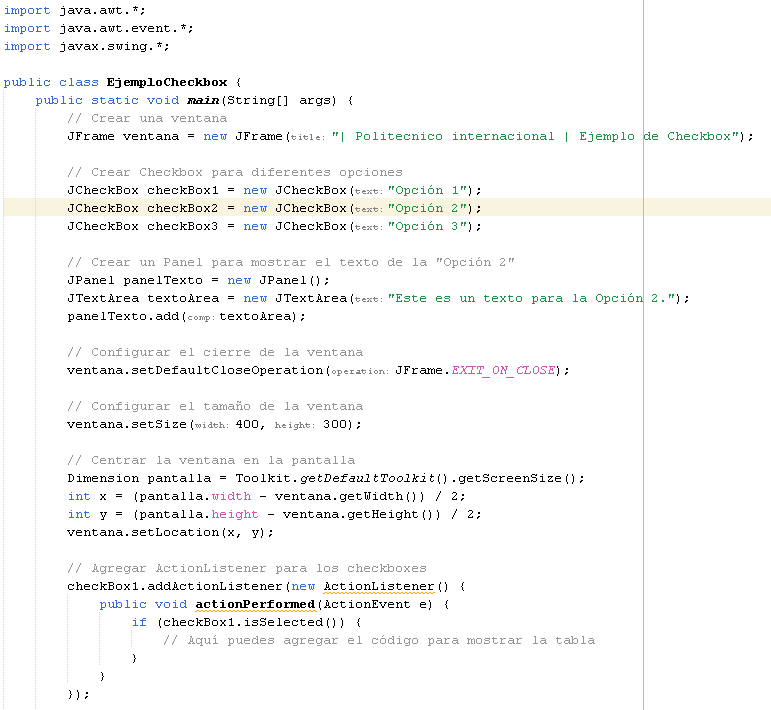 import java.awt.*;
import java.awt.event.*;
import javax.swing.*;

public class EjemploCheckbox {
    public static void main(String[] args) {
        // Crear una ventana
        JFrame ventana = new JFrame(title: "| Politecnico internacional | Ejemplo de Checkbox");

        // Crear Checkbox para diferentes opciones
        JCheckBox checkBox1 = new JCheckBox(text: "Opción 1");
        JCheckBox checkBox2 = new JCheckBox(text: "Opción 2");
        JCheckBox checkBox3 = new JCheckBox(text: "Opción 3");

        // Crear un Panel para mostrar el texto de la "Opción 2"
        JPanel panelTexto = new JPanel();
        JTextArea textoArea = new JTextArea(text: "Este es un texto para la Opción 2.");
        panelTexto.add(comp: textoArea);

        // Configurar el cierre de la ventana
        ventana.setDefaultCloseOperation(operation: JFrame.EXIT_ON_CLOSE);

        // Configurar el tamaño de la ventana
        ventana.setSize(width: 400, height: 300);

        // Centrar la ventana en la pantalla
        Dimension pantalla = Toolkit.getDefaultToolkit().getScreenSize();
        int x = (pantalla.width - ventana.getWidth()) / 2;
        int y = (pantalla.height - ventana.getHeight()) / 2;
        ventana.setLocation(x, y);

        // Agregar ActionListener para los checkboxes
        checkBox1.addActionListener(new ActionListener() {
            public void actionPerformed(ActionEvent e) {
                if (checkBox1.isSelected()) {
                    // Aquí puedes agregar el código para mostrar la tabla
                }
            }
        });